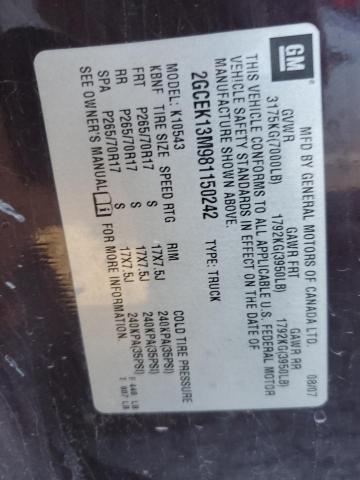 GM
MFD BY GENERAL MOTORS OF CANADA LTD.
08/07
GVWR GAWR FRT GAWR RR
3175KG(7000LB) 1792KG(3950LB) 1792KG(3950LB)
THIS VEHICLE CONFORMS TO ALL APPLICABLE U.S. FEDERAL MOTOR
VEHICLE SAFETY STANDARDS IN EFFECT ON THE DATE OF
MANUFACTURE SHOWN ABOVE.
2GCEK13M981150242 TYPE: TRUCK
MODEL: K10543
KBNF TIRE SIZE SPEED RTG RIM COLD TIRE PRESSURE
FRT P265/70R17 S 17X7.5J 240KPA(35PSI)
RR P265/70R17 S 17X7.5J 240KPA(35PSI)
SPA P265/70R17 S 17X7.5J 240KPA(35PSI)
SEE OWNER'S MANUAL FOR MORE INFORMATION.